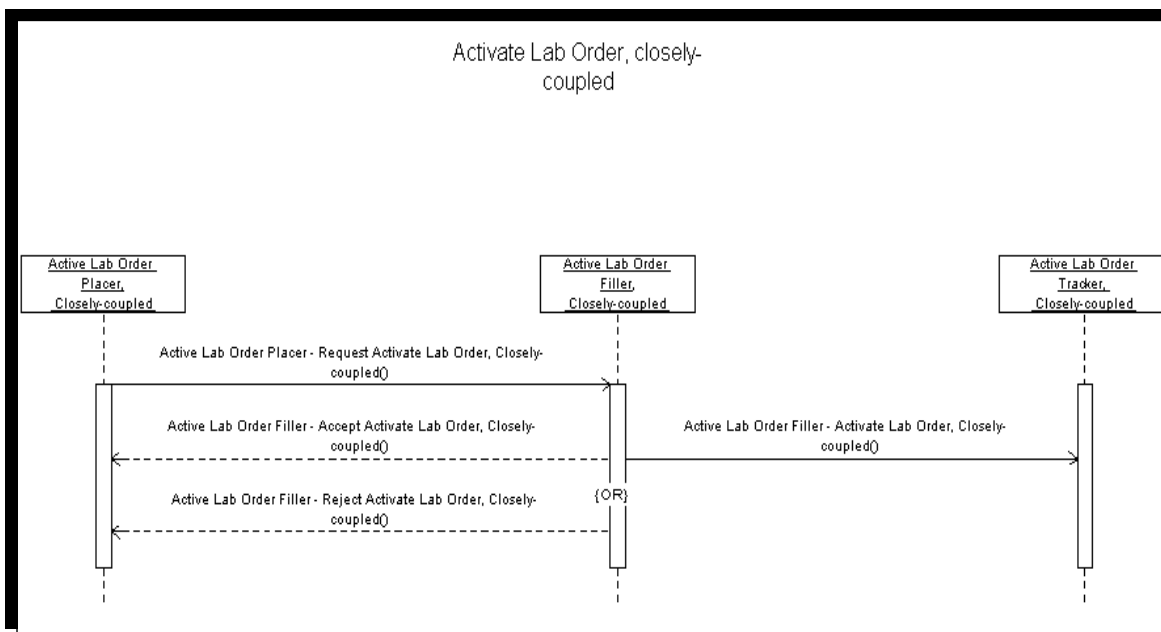 Activate Lab Order, closely-
coupled
Active Lab Order
Placer,
Closely-coupled
Active Lab Order
Filler,
Closely-coupled
Active Lab Order
Tracker,
Closely-coupled
Active Lab Order Placer - Request Activate Lab Order, Closely-
coupled()
Active Lab Order Filler - Accept Activate Lab Order, Closely-
coupled()
Active Lab Order Filler - Activate Lab Order, Closely-
coupled()
{OR}
Active Lab Order Filler - Reject Activate Lab Order, Closely-
coupled()